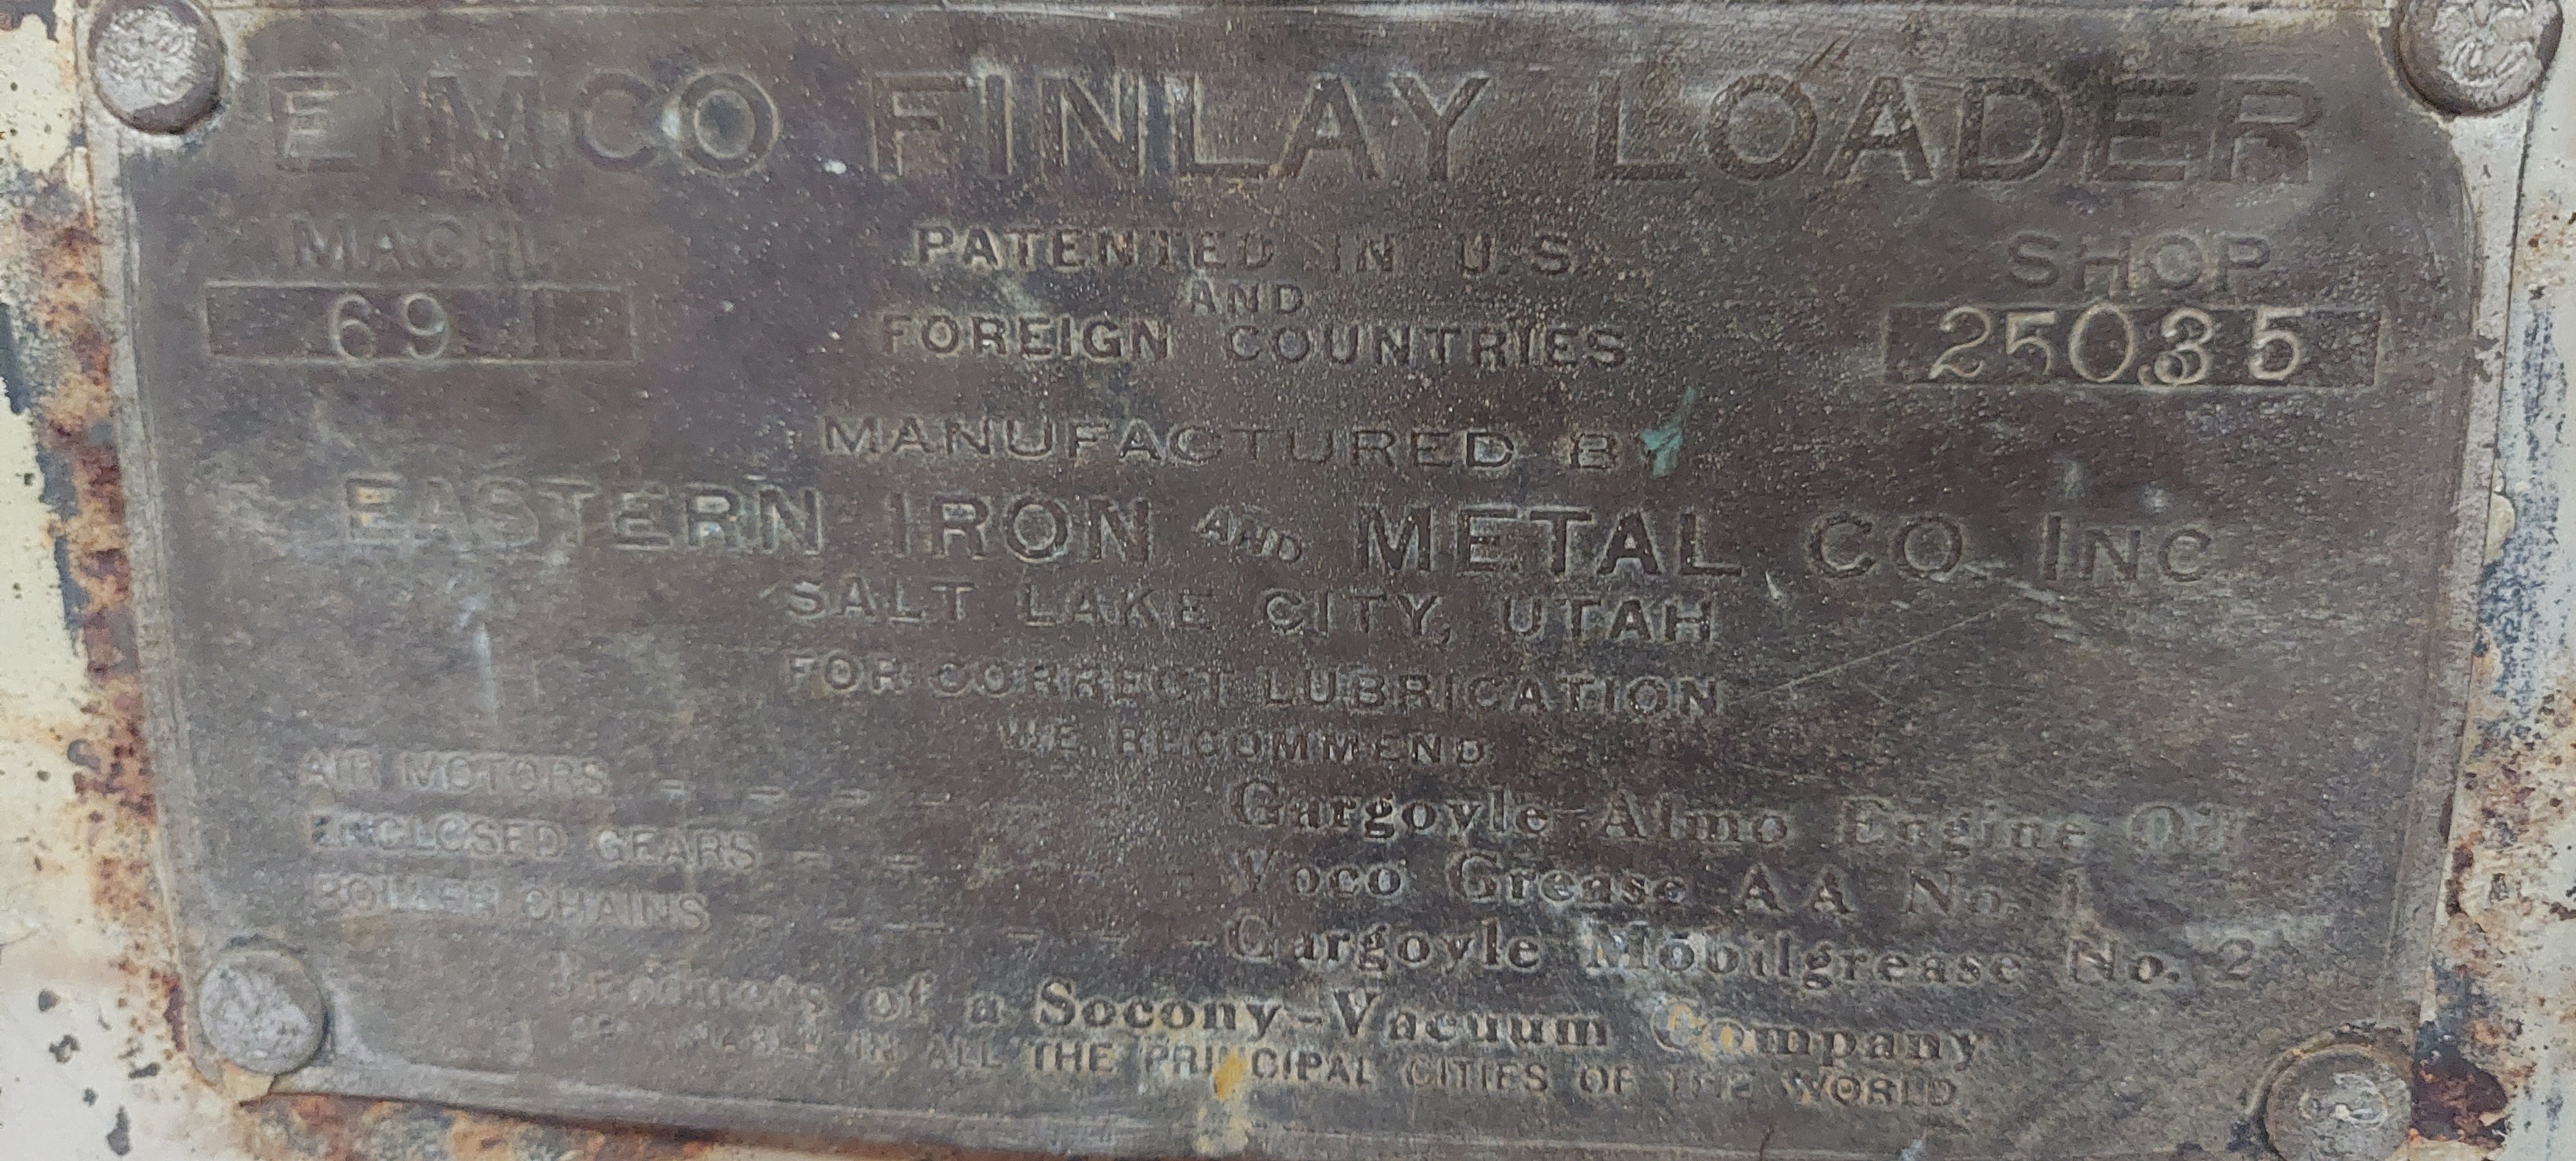 EIMCO FINLAY LOADER
MACH.
69
PATENTED IN U.S.
AND
FOREIGN COUNTRIES
SHOP
25035
MANUFACTURED BY
EASTERN IRON AND METAL CO INC
SALT LAKE CITY, UTAH
FOR CORRECT LUBRICATION
WE RECOMMEND
AIR MOTORS - - - - Gargoyle Almo Engine Oil
ENCLOSED GEARS - - Voco Grease AA No. 1
ROLLER CHAINS - - - - - - Gargoyle Mobilgrease No. 2
Products of a Socony-Vacuum Company
IN ALL THE PRINCIPAL CITIES OF THE WORLD